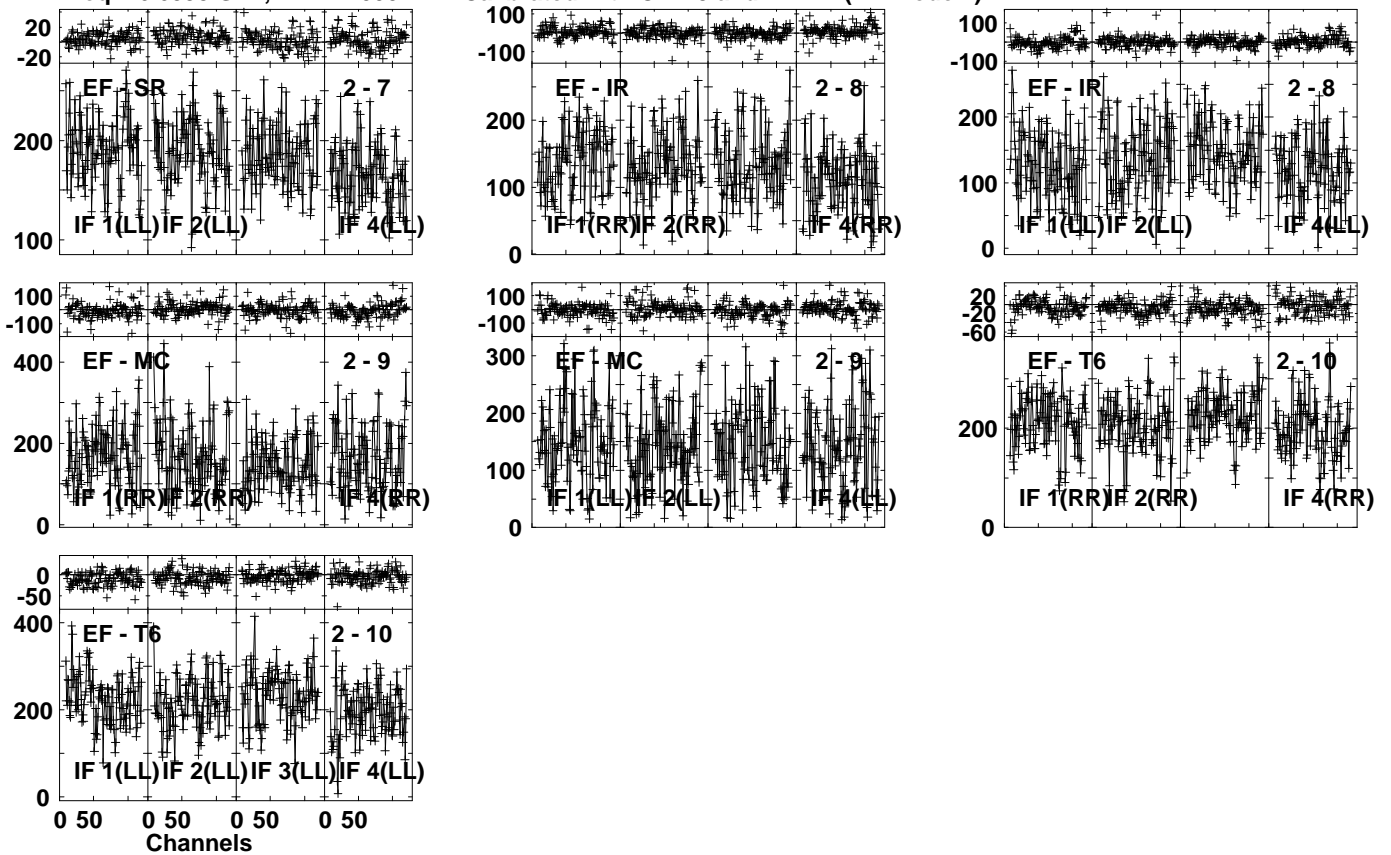 20
-20
EF - SR 2 - 7
200
100
IF 1(LL) IF 2(LL) IF 4(LL)
100
-100
EF - IR 2 - 8
200
100
0
IF 1(RR) IF 2(RR) IF 4(RR)
100
-100
EF - IR 2 - 8
200
100
0
IF 1(LL) IF 2(LL) IF 4(LL)
100
-100
EF - MC 2 - 9
400
200
0
IF 1(RR) IF 2(RR) IF 4(RR)
100
-100
EF - MC 2 - 9
300
200
100
0
IF 1(LL) IF 2(LL) IF 4(LL)
20
-20
-60
EF - T6 2 - 10
200
0
IF 1(RR) IF 2(RR) IF 4(RR)
0
-50
EF - T6 2 - 10
400
200
0
IF 1(LL) IF 2(LL) IF 3(LL) IF 4(LL)
0 50 0 50 0 50 0 50
Channels